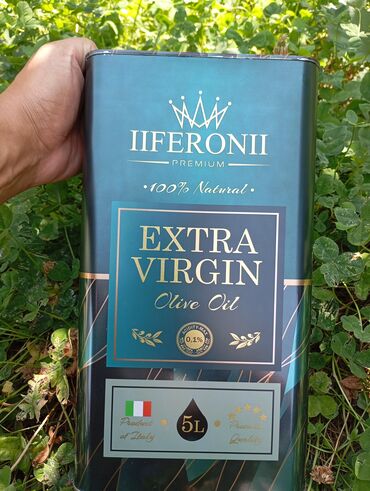 IIFERONII
PREMIUM
100% Natural
EXTRA
VIRGIN
Olive Oil
0,1%
Product
of Italy
5L
Premium
Quality